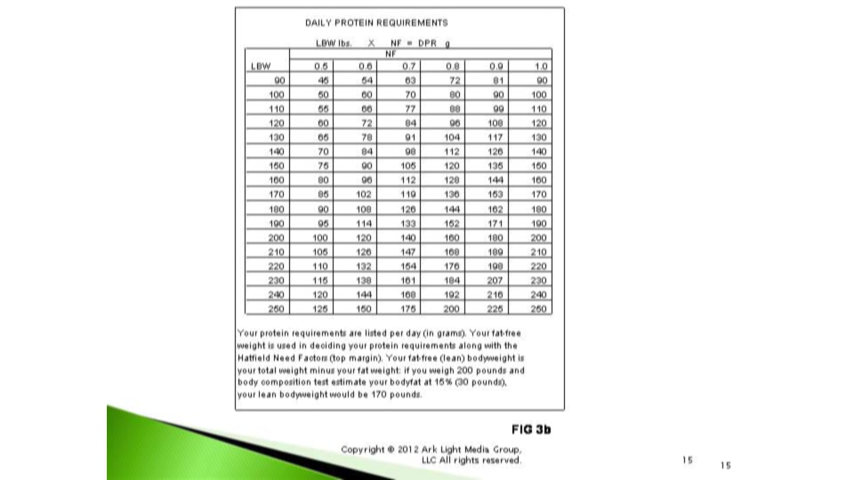 DAILY PROTEIN REQUIREMENTS
LBW lbs. X NF = DPR g
NF
LBW 0.5 0.6 0.7 0.8 0.9 1.0
90 45 54 63 72 81 90
100 50 60 70 80 90 100
110 55 66 77 88 99 110
120 60 72 84 96 108 120
130 65 78 91 104 117 130
140 70 84 98 112 126 140
150 75 90 105 120 135 150
160 80 96 112 128 144 160
170 85 102 119 136 153 170
180 90 108 126 144 162 180
190 95 114 133 152 171 190
200 100 120 140 160 180 200
210 105 126 147 168 189 210
220 110 132 154 176 198 220
230 115 138 161 184 207 230
240 120 144 168 192 216 240
250 125 150 175 200 225 250
Your protein requirements are listed per day (in grams). Your fat-free
weight is used in deciding your protein requirements along with the
Hatfield Need Factors (top margin). Your fat-free (lean) bodyweight is
your total weight minus your fat weight: if you weigh 200 pounds and
body composition test estimate your bodyfat at 15% (30 pounds),
your lean bodyweight would be 170 pounds.
FIG 3b
Copyright © 2012 Ark Light Media Group,
LLC All rights reserved.
15
15